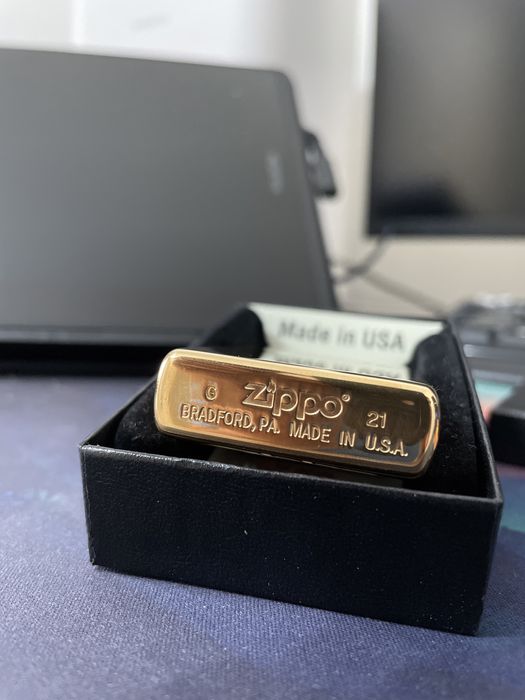 Made in USA
G zippo® 21
BRADFORD, PA. MADE IN U.S.A.